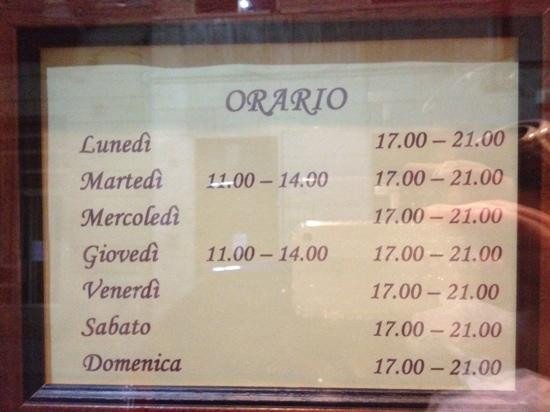 ORARIO
Lunedì 17.00 – 21.00
Martedì 11.00 – 14.00 17.00 – 21.00
Mercoledì 17.00 – 21.00
Giovedì 11.00 – 14.00 17.00 – 21.00
Venerdì 17.00 – 21.00
Sabato 17.00 – 21.00
Domenica 17.00 – 21.00